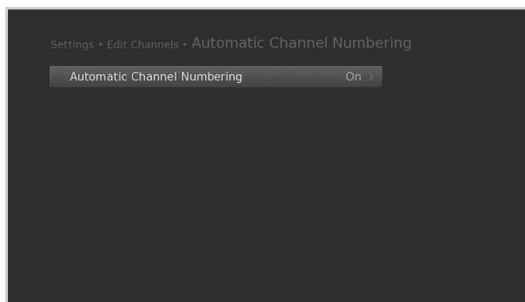 Settings • Edit Channels • Automatic Channel Numbering
Automatic Channel Numbering On >